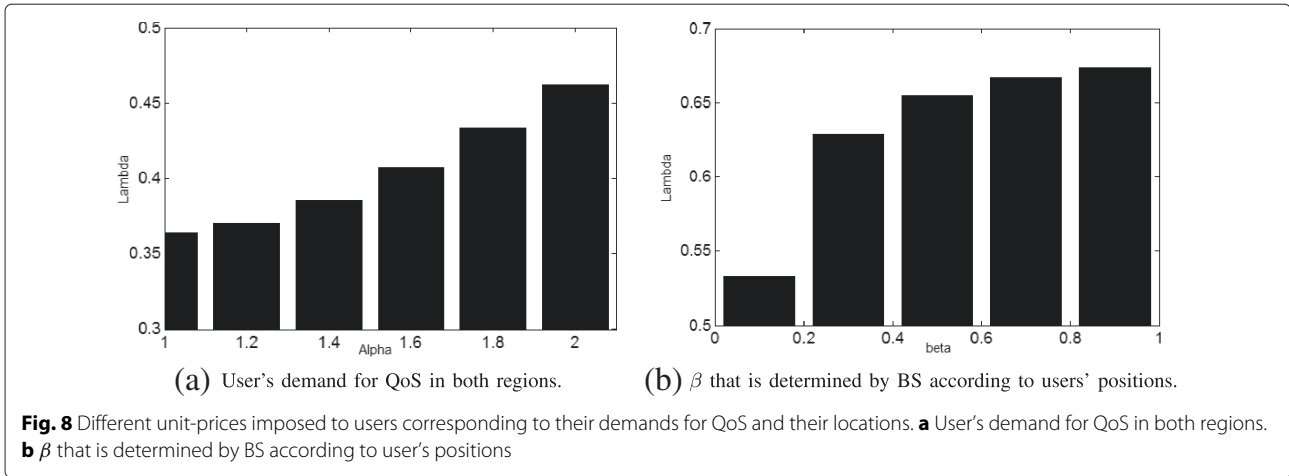 0.5
0.45
0.4
0.35
0.3
Lambda
1
1.2
1.4
1.6
1.8
2
Alpha
(a) User's demand for QoS in both regions.
0.7
0.65
0.6
0.55
0.5
Lambda
0
0.2
0.4
0.6
0.8
1
beta
(b) β that is determined by BS according to users' positions.
Fig. 8 Different unit-prices imposed to users corresponding to their demands for QoS and their locations. a User's demand for QoS in both regions.
b β that is determined by BS according to user's positions